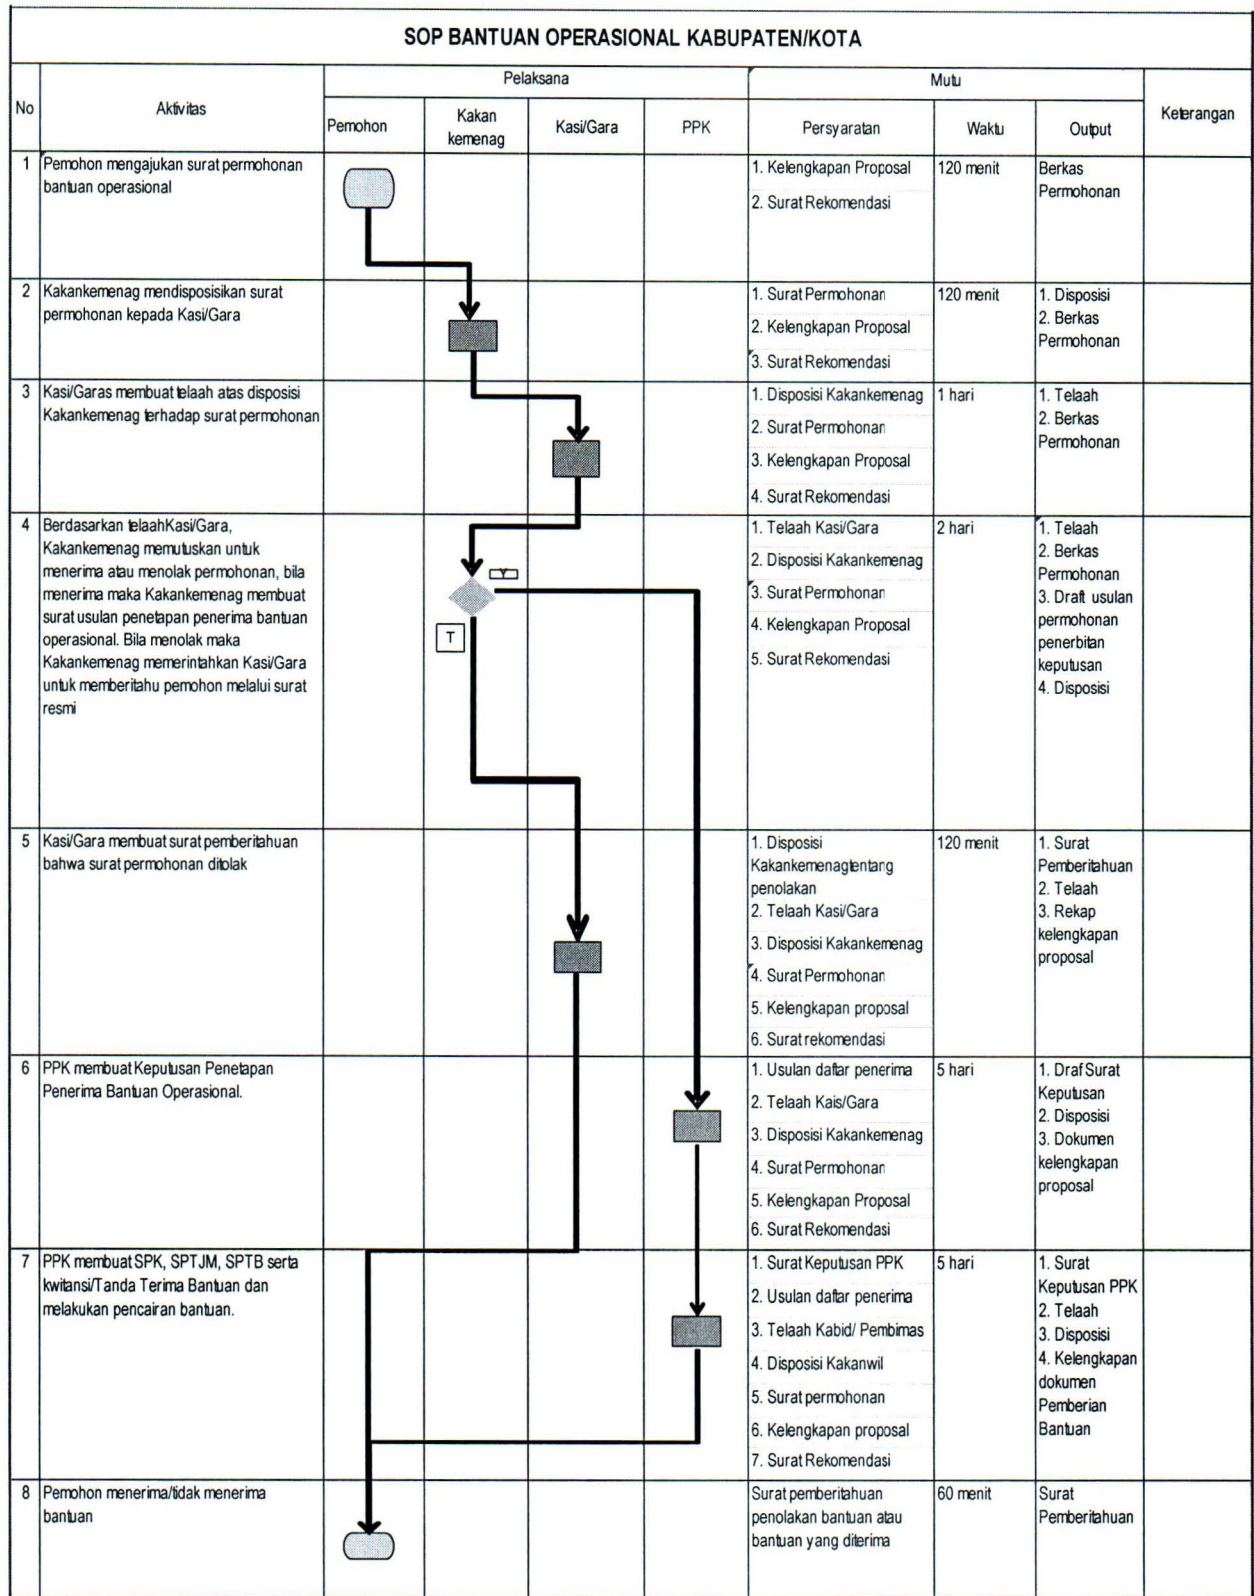 SOP BANTUAN OPERASIONAL KABUPATEN/KOTA
No
Aktivitas
Pelaksana
Mutu
Keterangan
Pemohon
Kakan
kemenag
Kasi/Gara
PPK
Persyaratan
Waktu
Output
1
Pemohon mengajukan surat permohonan
bantuan operasional
1. Kelengkapan Proposal
2. Surat Rekomendasi
120 menit
Berkas
Permohonan
2
Kakankemenag mendisposisikan surat
permohonan kepada Kasi/Gara
1. Surat Permohonan
2. Kelengkapan Proposal
3. Surat Rekomendasi
120 menit
1. Disposisi
2. Berkas
Permohonan
3
Kasi/Garas membuat telaah atas disposisi
Kakankemenag terhadap surat permohonan
1. Disposisi Kakankemenag
2. Surat Permohonan
3. Kelengkapan Proposal
4. Surat Rekomendasi
1 hari
1. Telaah
2. Berkas
Permohonan
4
Berdasarkan telaahKasi/Gara,
Kakankemenag memutuskan untuk
menerima atau menolak permohonan, bila
menerima maka Kakankemenag membuat
surat usulan penetapan penerima bantuan
operasional. Bila menolak maka
Kakankemenag memerintahkan Kasi/Gara
untuk memberitahu pemohon melalui surat
resmi
Y
T
1. Telaah Kasi/Gara
2. Disposisi Kakankemenag
3. Surat Permohonan
4. Kelengkapan Proposal
5. Surat Rekomendasi
2 hari
1. Telaah
2. Berkas
Permohonan
3. Draft usulan
permohonan
penerbitan
keputusan
4. Disposisi
5
Kasi/Gara membuat surat pemberitahuan
bahwa surat permohonan ditolak
1. Disposisi
Kakankemenagtentang
penolakan
2. Telaah Kasi/Gara
3. Disposisi Kakankemenag
4. Surat Permohonan
5. Kelengkapan proposal
6. Surat rekomendasi
120 menit
1. Surat
Pemberitahuan
2. Telaah
3. Rekap
kelengkapan
proposal
6
PPK membuat Keputusan Penetapan
Penerima Bantuan Operasional.
1. Usulan daftar penerima
2. Telaah Kais/Gara
3. Disposisi Kakankemenag
4. Surat Permohonan
5. Kelengkapan Proposal
6. Surat Rekomendasi
5 hari
1. Draf Surat
Keputusan
2. Disposisi
3. Dokumen
kelengkapan
proposal
7
PPK membuat SPK, SPTJM, SPTB serta
kwitansi/Tanda Terima Bantuan dan
melakukan pencairan bantuan.
1. Surat Keputusan PPK
2. Usulan daftar penerima
3. Telaah Kabid/ Pembimas
4. Disposisi Kakanwil
5. Surat permohonan
6. Kelengkapan proposal
7. Surat Rekomendasi
5 hari
1. Surat
Keputusan PPK
2. Telaah
3. Disposisi
4. Kelengkapan
dokumen
Pemberian
Bantuan
8
Pemohon menerima/tidak menerima
bantuan
Surat pemberitahuan
penolakan bantuan atau
bantuan yang diterima
60 menit
Surat
Pemberitahuan